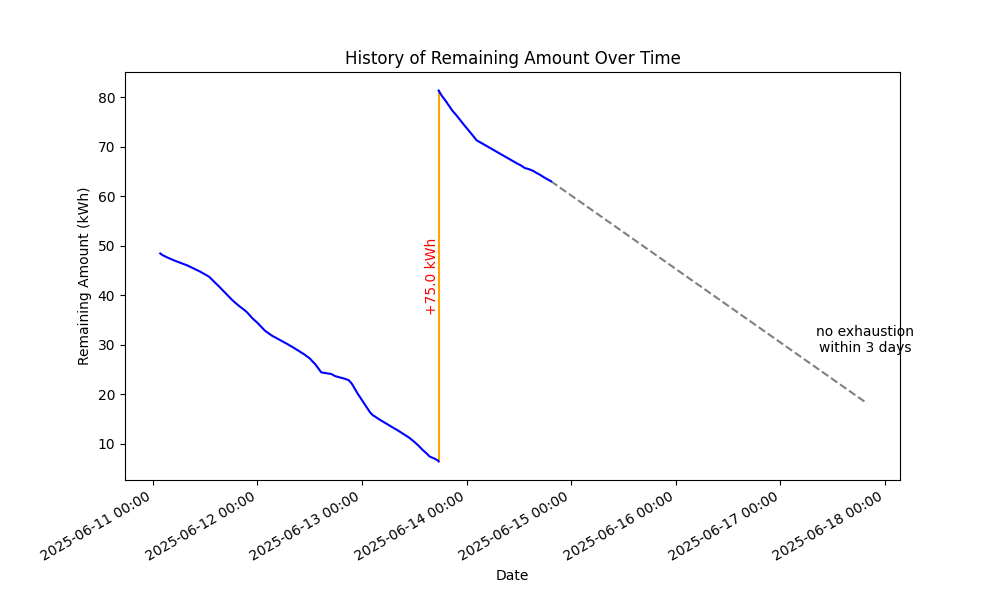 History of Remaining Amount Over Time
Remaining Amount (kWh)
80
70
60
50
40
30
20
10
+75.0 kWh
no exhaustion
within 3 days
2025-06-11 00:00
2025-06-12 00:00
2025-06-13 00:00
2025-06-14 00:00
2025-06-15 00:00
2025-06-16 00:00
2025-06-17 00:00
2025-06-18 00:00
Date